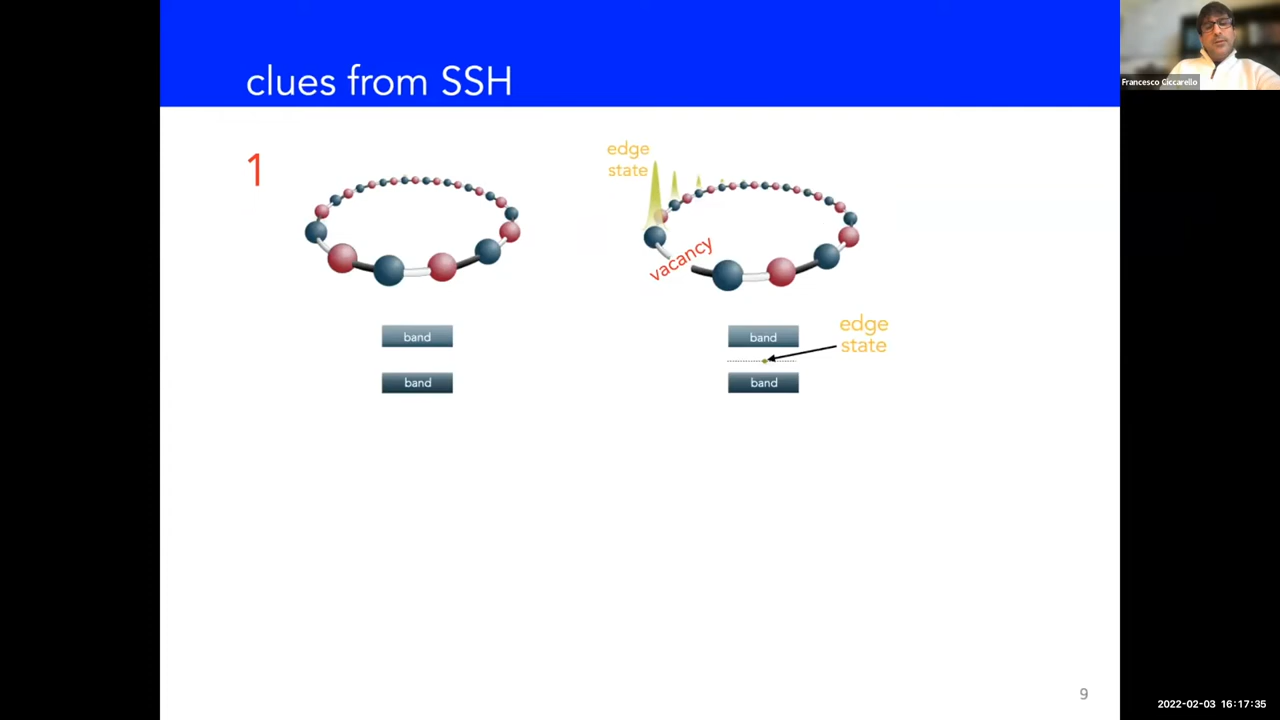 clues from SSH
Francesco Ciccarello
1
edge
state
vacancy
band
band
band
band
edge
state
9
2022-02-03 16:17:35